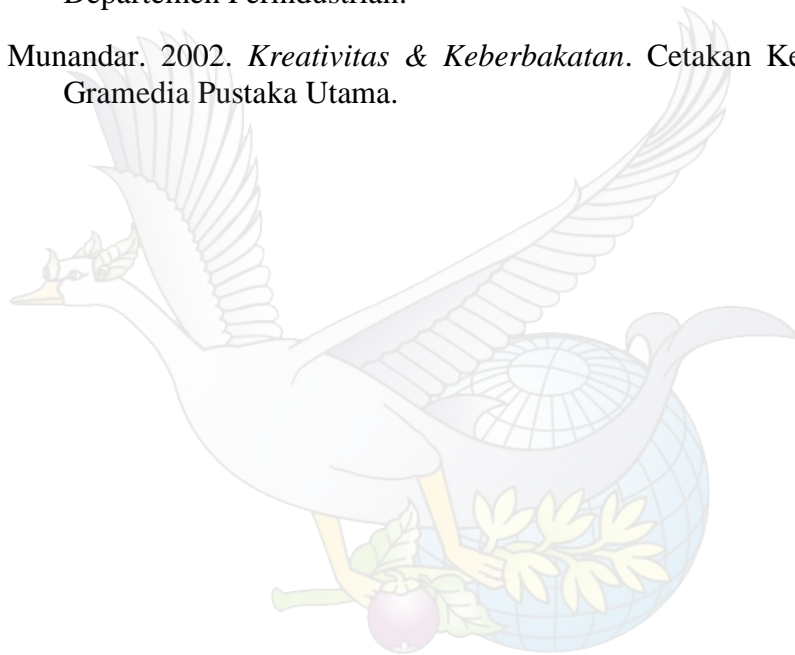 Departemen Perindustrian.
Munandar. 2002. Kreativitas & Keberbakatan. Cetakan Ke
Gramedia Pustaka Utama.